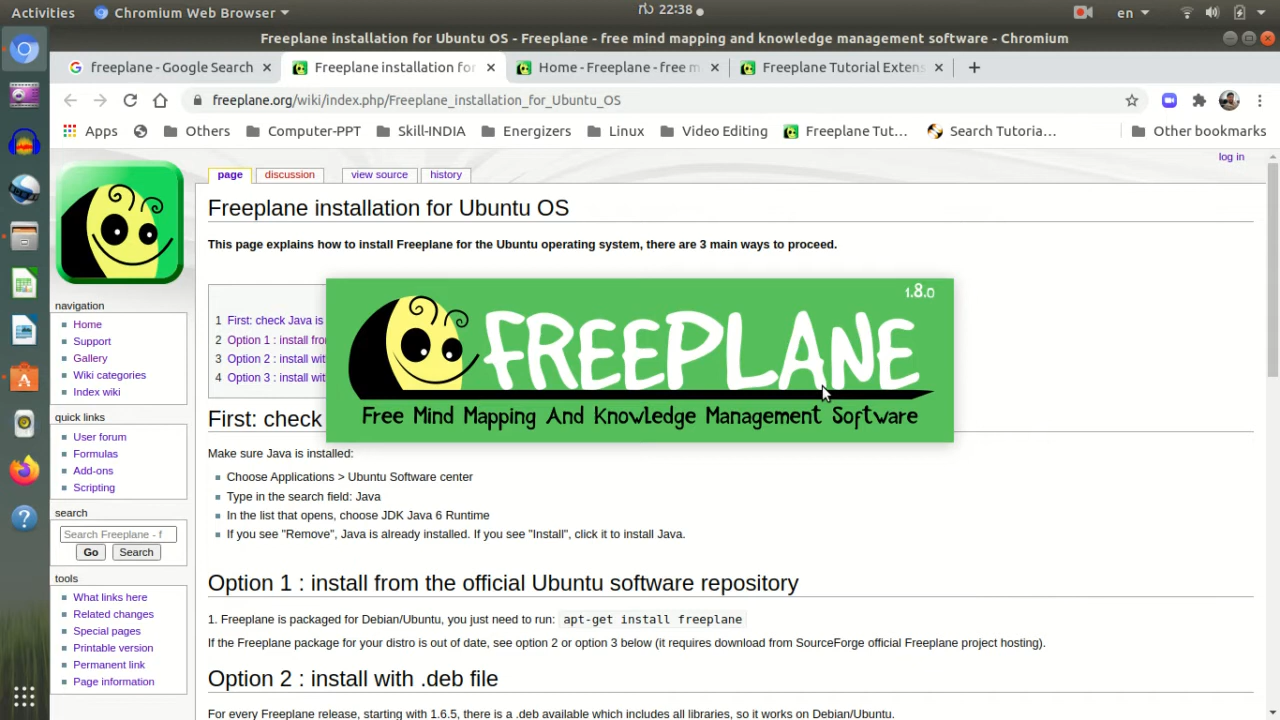 Activities
Chromium Web Browser
22:38
en
Freeplane installation for Ubuntu OS - Freeplane - free mind mapping and knowledge management software - Chromium
freeplane - Google Search
Freeplane installation for
Home - Freeplane - free m
Freeplane Tutorial Extens
freeplane.org/wiki/index.php/Freeplane_installation_for_Ubuntu_OS
Apps
Others
Computer-PPT
Skill-INDIA
Energizers
Linux
Video Editing
Freeplane Tut...
Search Tutoria...
Other bookmarks
log in
page
discussion
view source
history
Freeplane installation for Ubuntu OS
This page explains how to install Freeplane for the Ubuntu operating system, there are 3 main ways to proceed.
1 First: check Java is
2 Option 1 : install fro
3 Option 2 : install wit
4 Option 3 : install wit
1.8.0
FREEPLANE
Free Mind Mapping And Knowledge Management Software
First: check
Make sure Java is installed:
Choose Applications > Ubuntu Software center
Type in the search field: Java
In the list that opens, choose JDK Java 6 Runtime
If you see "Remove", Java is already installed. If you see "Install", click it to install Java.
Option 1 : install from the official Ubuntu software repository
1. Freeplane is packaged for Debian/Ubuntu, you just need to run: apt-get install freeplane
If the Freeplane package for your distro is out of date, see option 2 or option 3 below (it requires download from SourceForge official Freeplane project hosting).
Option 2 : install with .deb file
For every Freeplane release, starting with 1.6.5, there is a .deb available which includes all libraries, so it works on Debian/Ubuntu.
navigation
Home
Support
Gallery
Wiki categories
Index wiki
quick links
User forum
Formulas
Add-ons
Scripting
search
Search Freeplane - f
Go
Search
tools
What links here
Related changes
Special pages
Printable version
Permanent link
Page information